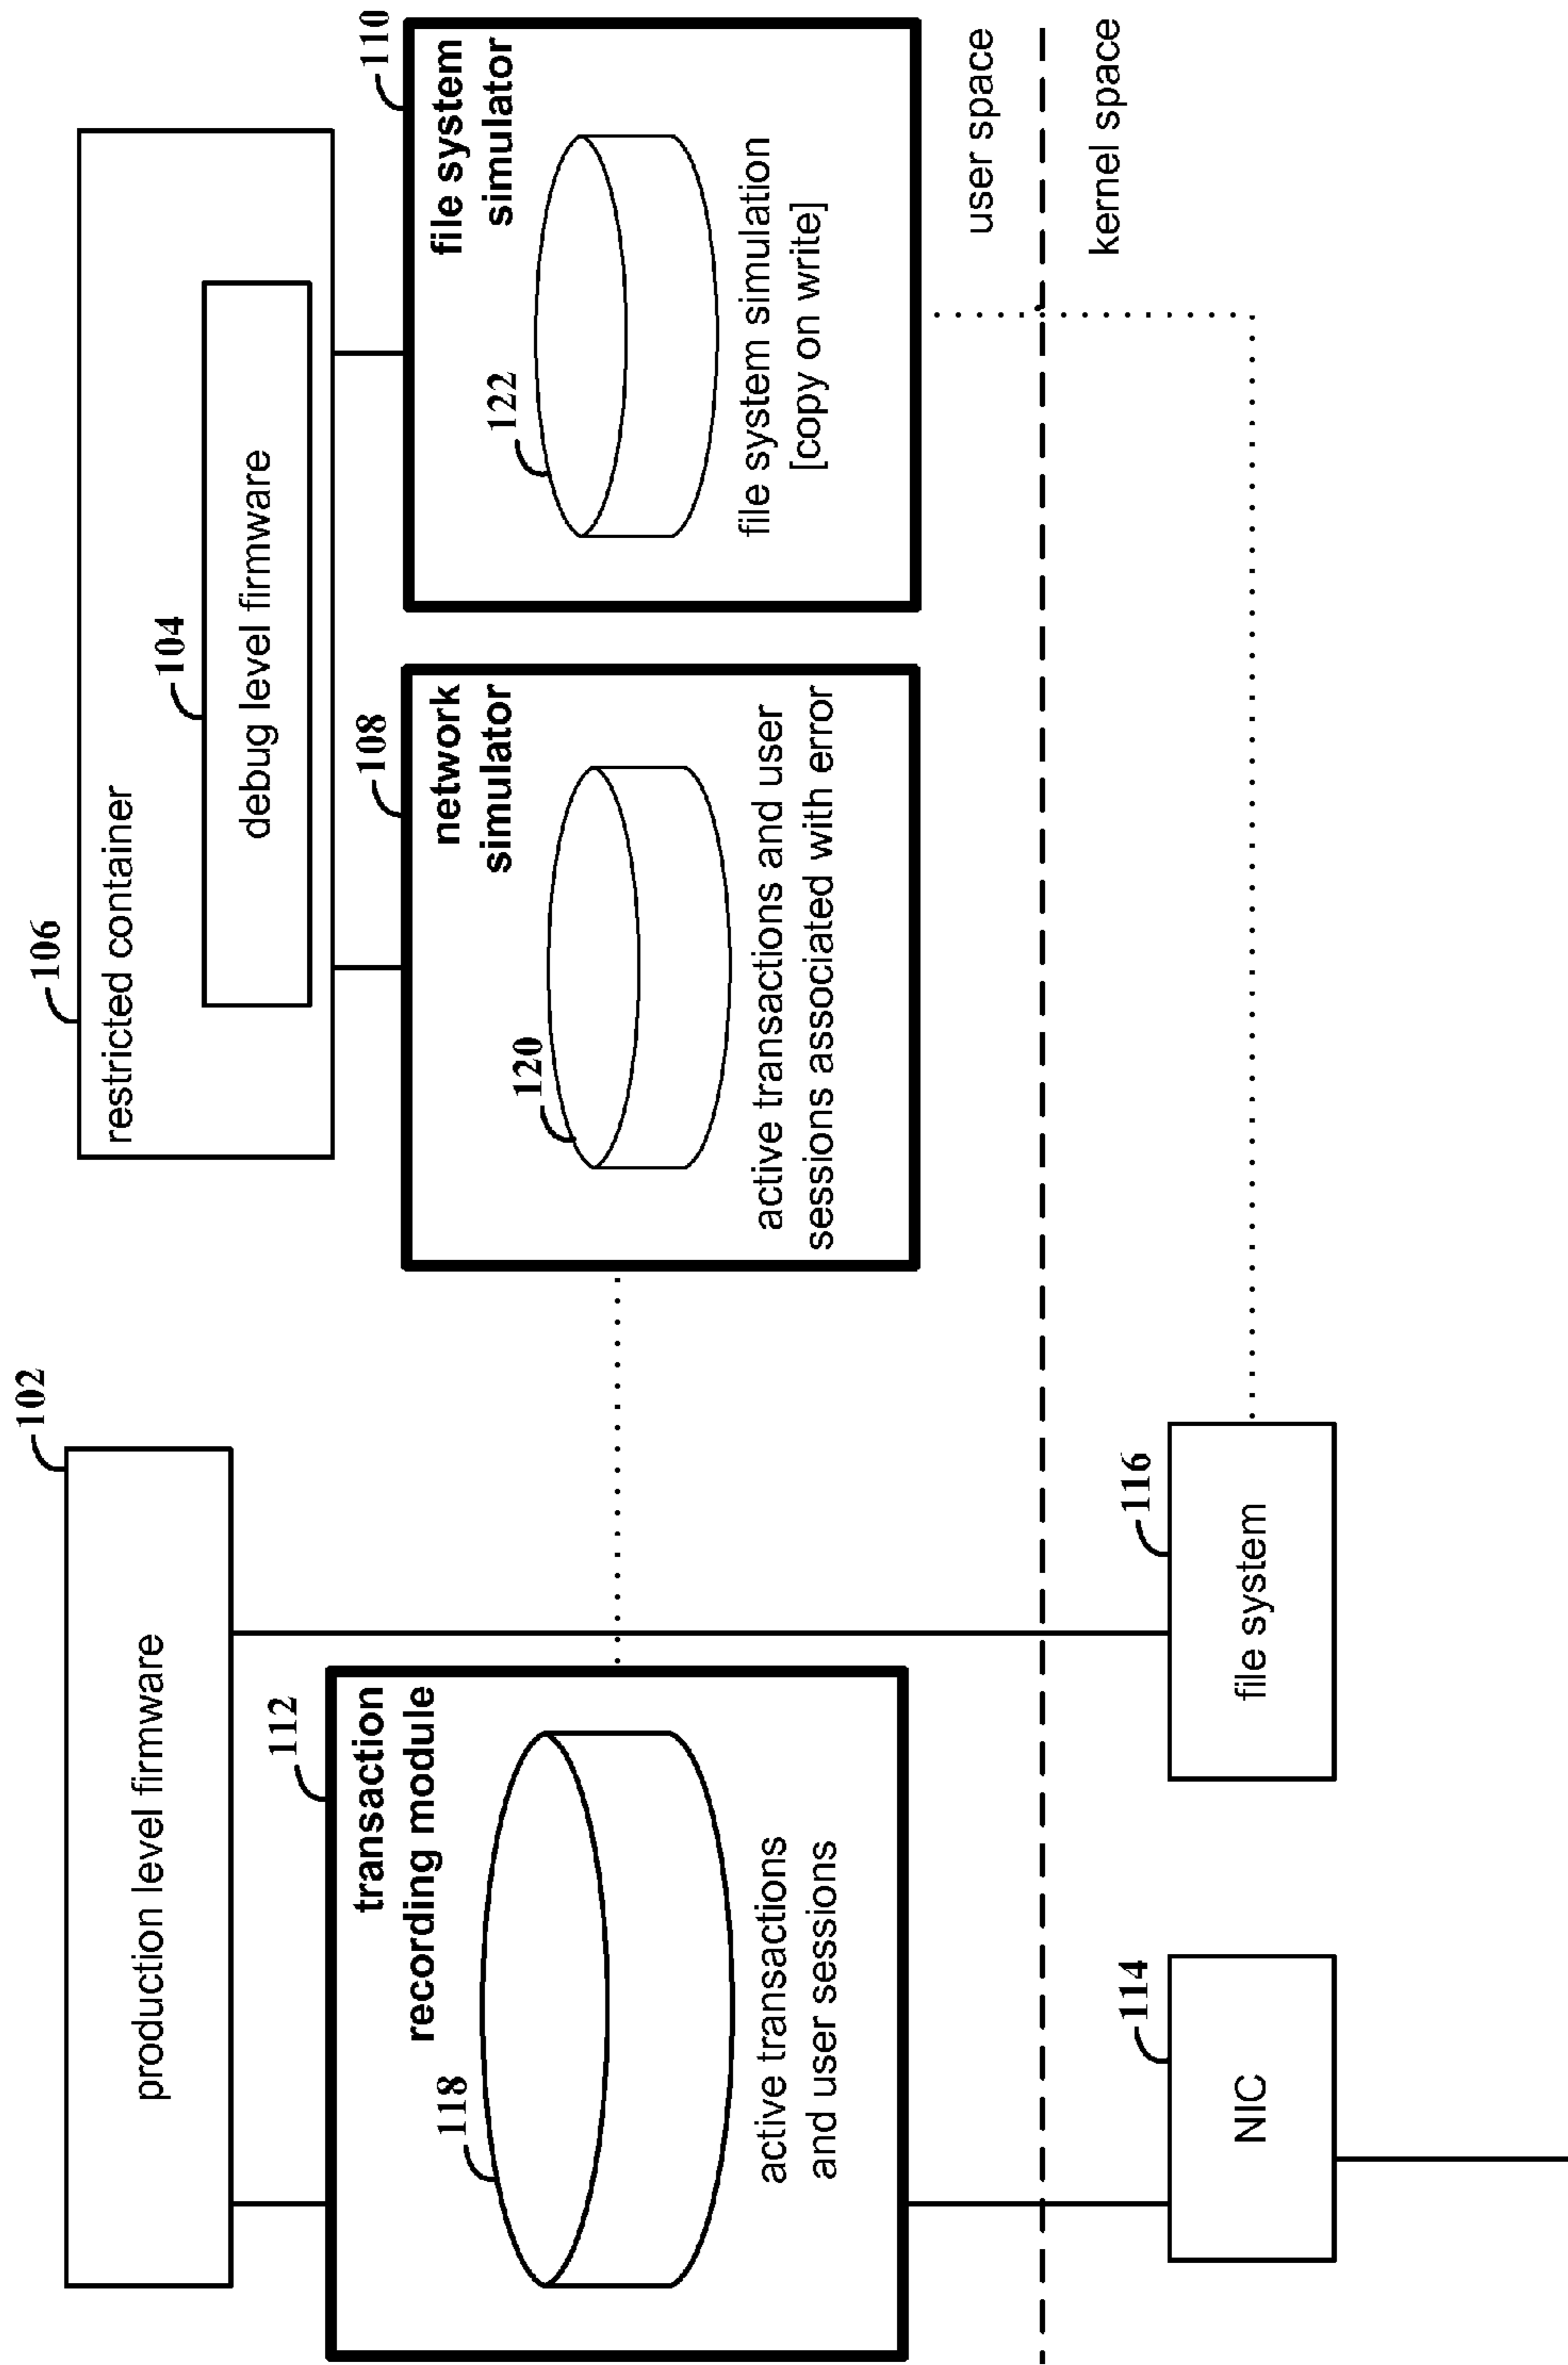 102
production level firmware
112
transaction
recording module
118
active transactions
and user sessions
106
restricted container
104
debug level firmware
108
network
simulator
120
active transactions and user
sessions associated with error
110
file system
simulator
122
file system simulation
[copy on write]
user space
kernel space
114
NIC
116
file system